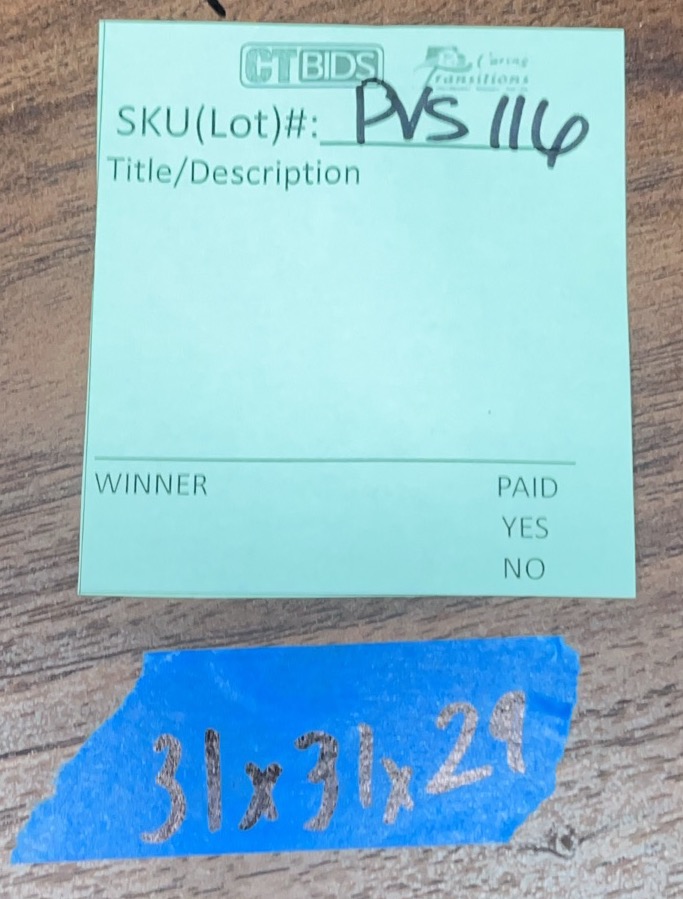 CTBIDS Caring Transitions
SKU(Lot)#: PVS 116
Title/Description
WINNER PAID
YES
NO
31x31x29